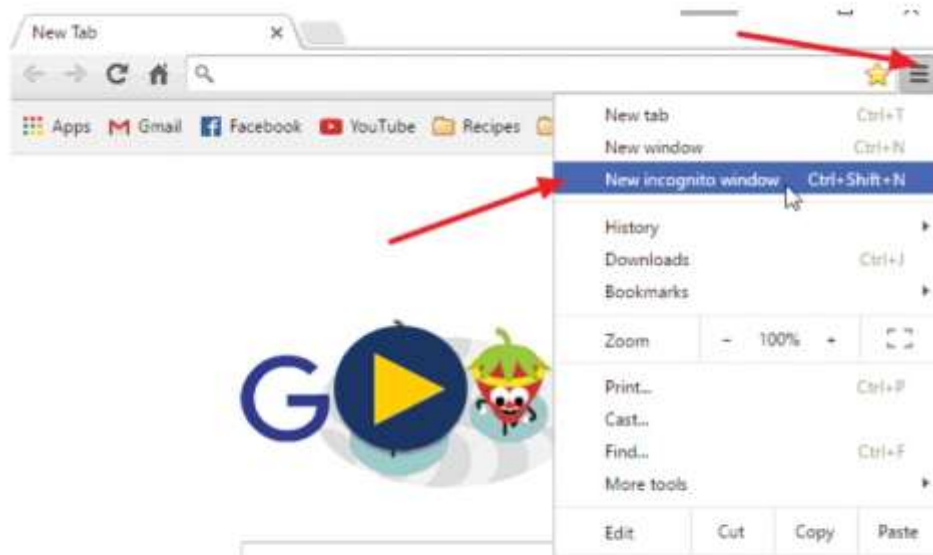 New Tab
Apps Gmail Facebook YouTube Recipes
New tab Ctrl+T
New window Ctrl+N
New incognito window Ctrl+Shift+N
History
Downloads Ctrl+J
Bookmarks
Zoom - 100% +
Print... Ctrl+P
Cast...
Find... Ctrl+F
More tools
Edit Cut Copy Paste
G